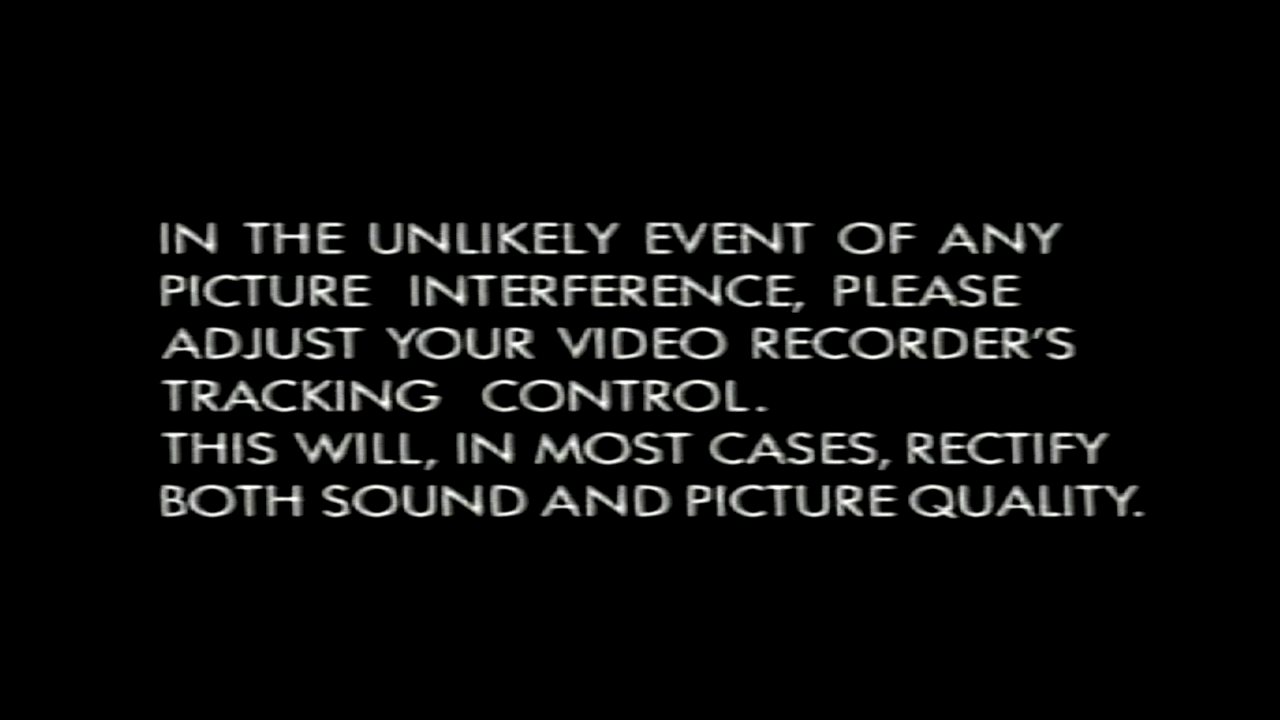 IN THE UNLIKELY EVENT OF ANY
PICTURE INTERFERENCE, PLEASE
ADJUST YOUR VIDEO RECORDER'S
TRACKING CONTROL.
THIS WILL, IN MOST CASES, RECTIFY
BOTH SOUND AND PICTURE QUALITY.